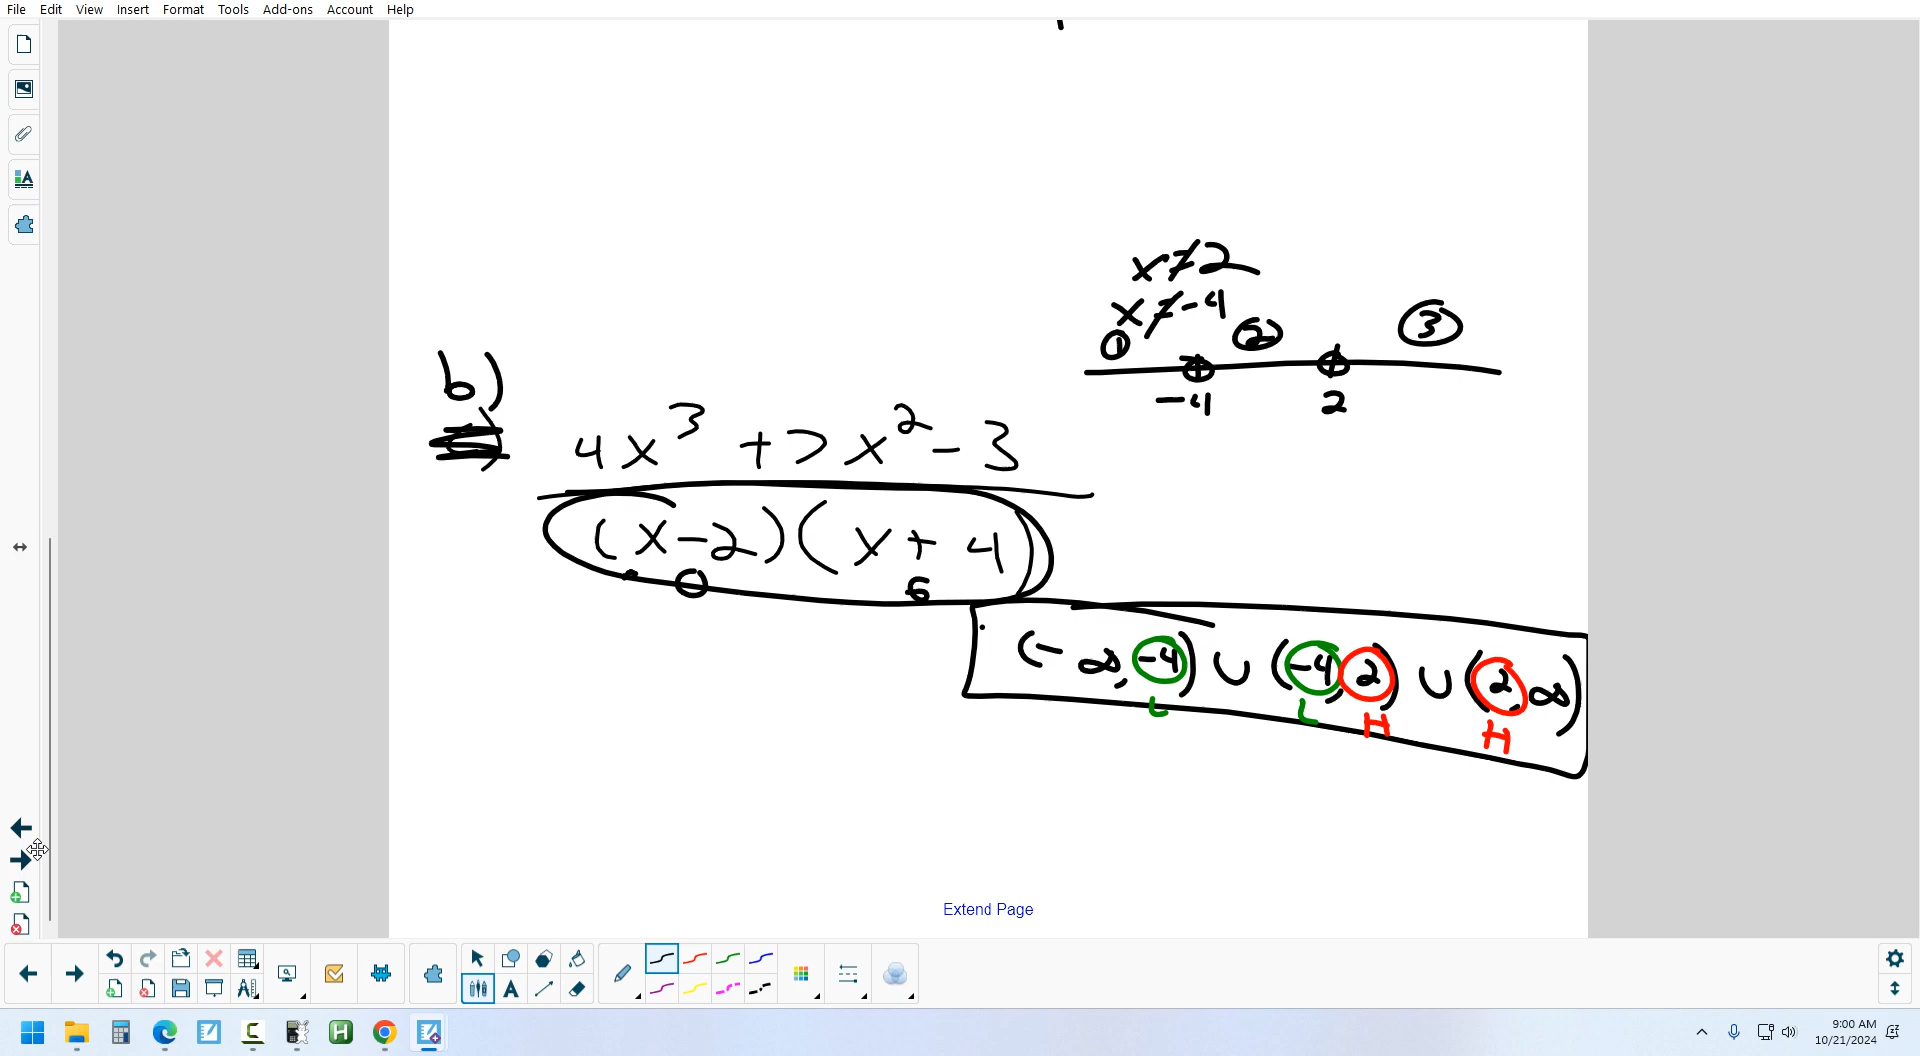 File Edit View Insert Format Tools Add-ons Account Help
x ≠ 2
x ≠ -4
① ② ③
-4 2
b)
4x³ + 7x² - 3
(x-2)(x+4)
(-∞,-4) ∪ (-4,2) ∪ (2,∞)
L L H H
Extend Page
9:00 AM
10/21/2024